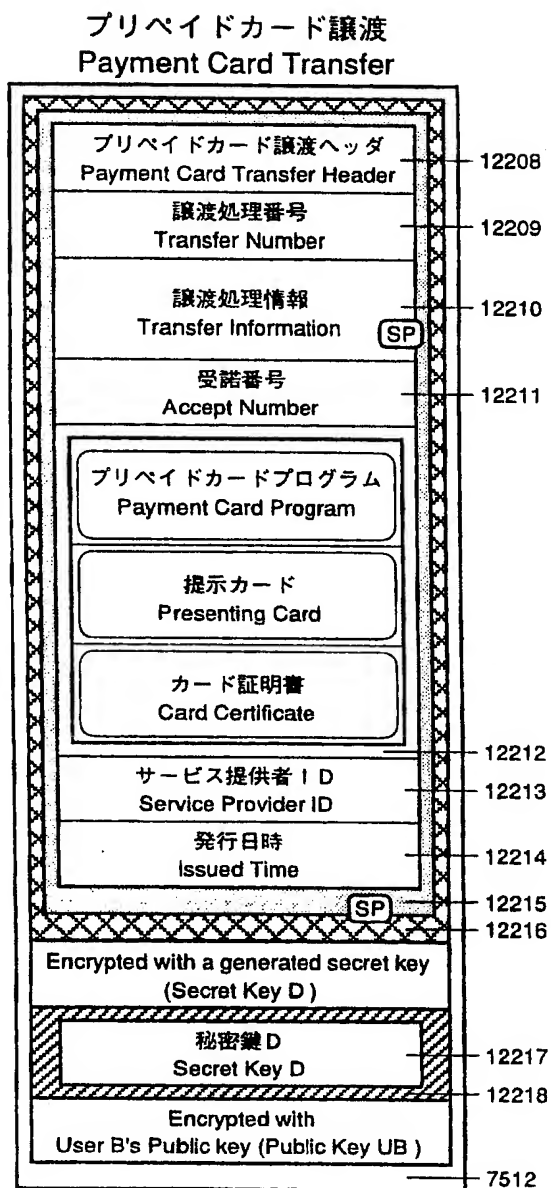 プリペイドカード譲渡
Payment Card Transfer
プリペイドカード譲渡ヘッダ
Payment Card Transfer Header
12208
譲渡処理番号
Transfer Number
12209
譲渡処理情報
Transfer Information
SP
12210
受諾番号
Accept Number
12211
プリペイドカードプログラム
Payment Card Program
提示カード
Presenting Card
カード証明書
Card Certificate
12212
サービス提供者ID
Service Provider ID
12213
発行日時
Issued Time
12214
SP
12215
12216
Encrypted with a generated secret key
(Secret Key D )
秘密鍵D
Secret Key D
12217
12218
Encrypted with
User B's Public key (Public Key UB )
7512